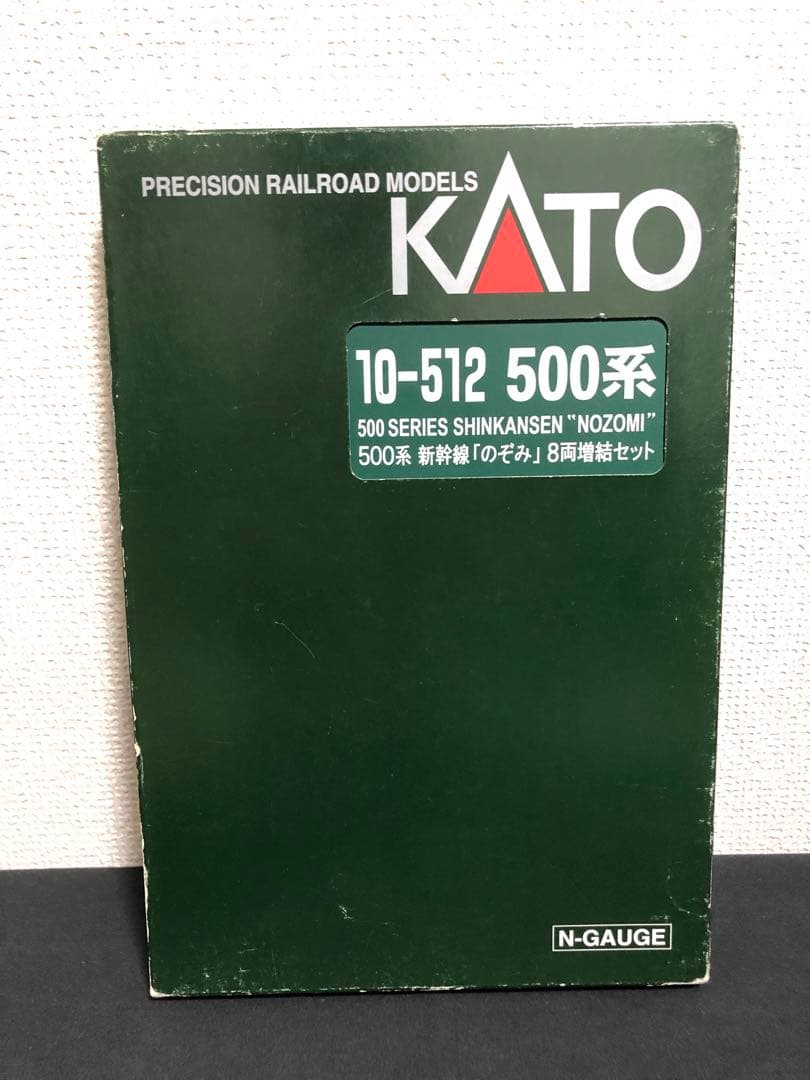 PRECISION RAILROAD MODELS
KATO
10-512 500系
500 SERIES SHINKANSEN “NOZOMI”
500系 新幹線「のぞみ」8両増結セット
N-GAUGE